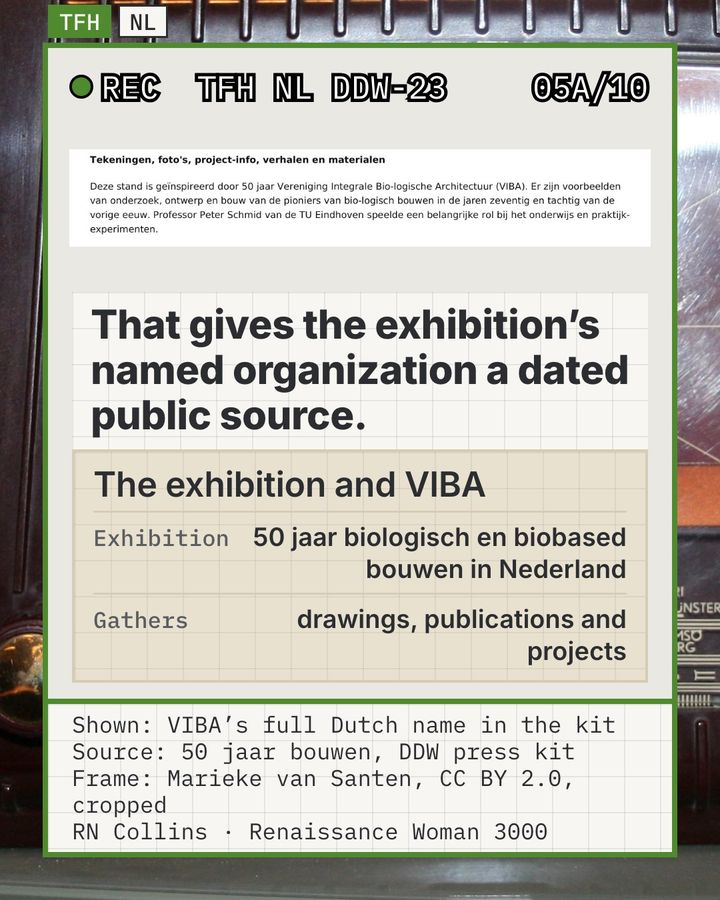 TFH NL
REC TFH NL DDW-23 05A/10
Tekeningen, foto's, project-info, verhalen en materialen
Deze stand is geïnspireerd door 50 jaar Vereniging Integrale Bio-logische Architectuur (VIBA). Er zijn voorbeelden
van onderzoek, ontwerp en bouw van de pioniers van bio-logisch bouwen in de jaren zeventig en tachtig van de
vorige eeuw. Professor Peter Schmid van de TU Eindhoven speelde een belangrijke rol bij het onderwijs en praktijk-
experimenten.
That gives the exhibition’s
named organization a dated
public source.
The exhibition and VIBA
Exhibition 50 jaar biologisch en biobased
bouwen in Nederland
Gathers drawings, publications and
projects
Shown: VIBA’s full Dutch name in the kit
Source: 50 jaar bouwen, DDW press kit
Frame: Marieke van Santen, CC BY 2.0,
cropped
RN Collins · Renaissance Woman 3000